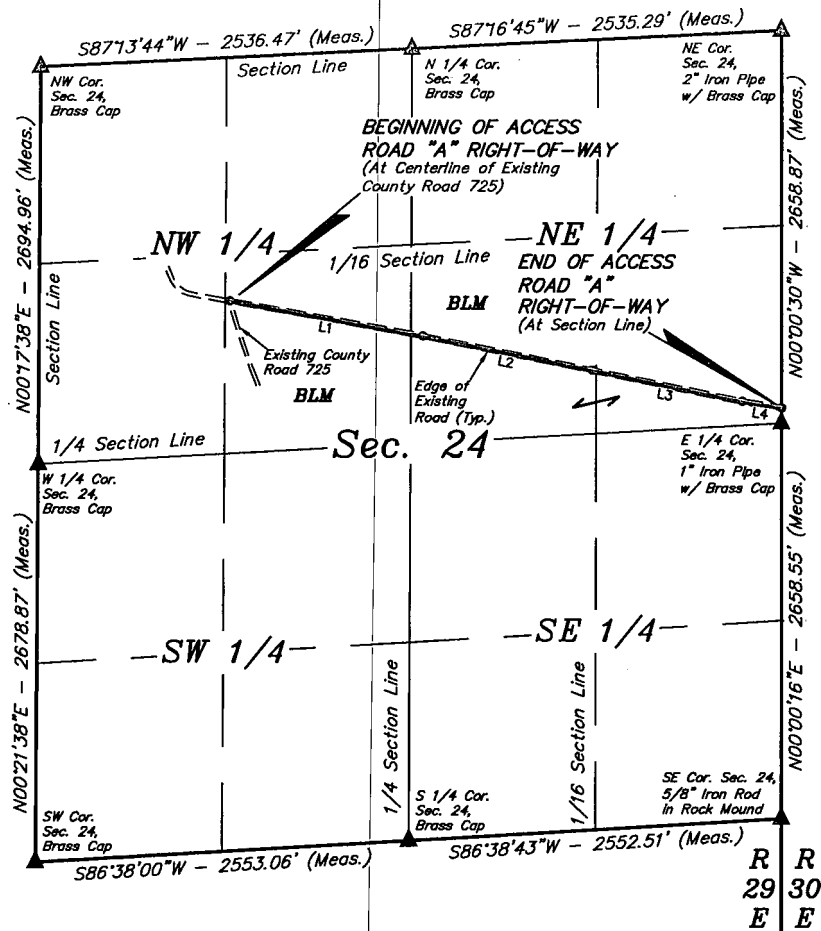 S87°13'44"W - 2536.47' (Meas.)
S87°16'45"W - 2535.29' (Meas.)
Section Line
NW Cor.
Sec. 24,
Brass Cap
N 1/4 Cor.
Sec. 24,
Brass Cap
NE Cor.
Sec. 24,
2" Iron Pipe
w/ Brass Cap
BEGINNING OF ACCESS
ROAD "A" RIGHT-OF-WAY
(At Centerline of Existing
County Road 725)
N00°17'38"E - 2694.96' (Meas.)
Section Line
N00°00'30"W - 2658.87' (Meas.)
NW 1/4
1/16 Section Line
NE 1/4
END OF ACCESS
ROAD "A"
RIGHT-OF-WAY
(At Section Line)
BLM
L1
L2
L3
L4
Existing County
Road 725
BLM
Edge of
Existing
Road (Typ.)
1/4 Section Line
Sec. 24
W 1/4 Cor.
Sec. 24,
Brass Cap
E 1/4 Cor.
Sec. 24,
1" Iron Pipe
w/ Brass Cap
N00°21'38"E - 2678.87' (Meas.)
N00°00'16"E - 2658.55' (Meas.)
SW 1/4
SE 1/4
1/4 Section Line
1/16 Section Line
SW Cor.
Sec. 24,
Brass Cap
S 1/4 Cor.
Sec. 24,
Brass Cap
SE Cor. Sec. 24,
5/8" Iron Rod
in Rock Mound
S86°38'00"W - 2553.06' (Meas.)
S86°38'43"W - 2552.51' (Meas.)
R R
29 30
E E